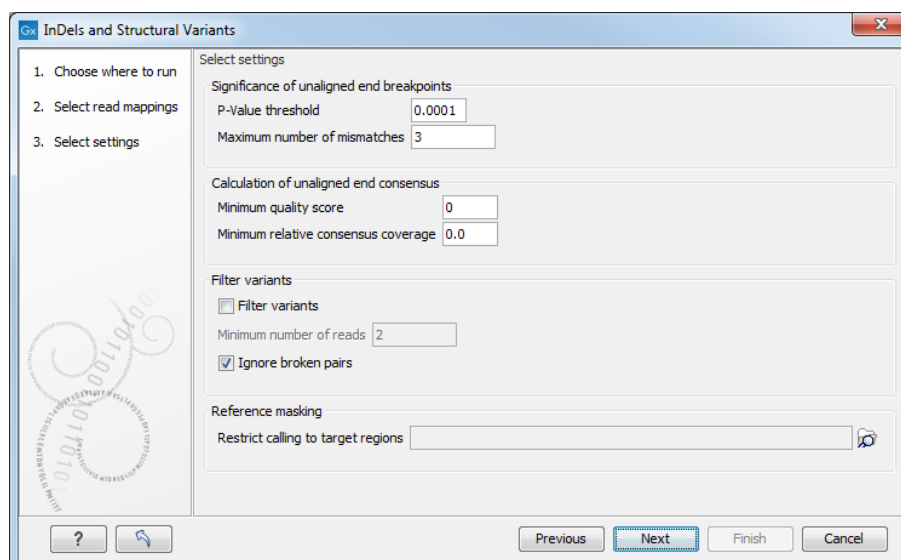 Gx InDels and Structural Variants
1. Choose where to run
2. Select read mappings
3. Select settings
Select settings
Significance of unaligned end breakpoints
P-Value threshold 0.0001
Maximum number of mismatches 3
Calculation of unaligned end consensus
Minimum quality score 0
Minimum relative consensus coverage 0.0
Filter variants
Filter variants
Minimum number of reads 2
Ignore broken pairs
Reference masking
Restrict calling to target regions
? Previous Next Finish Cancel